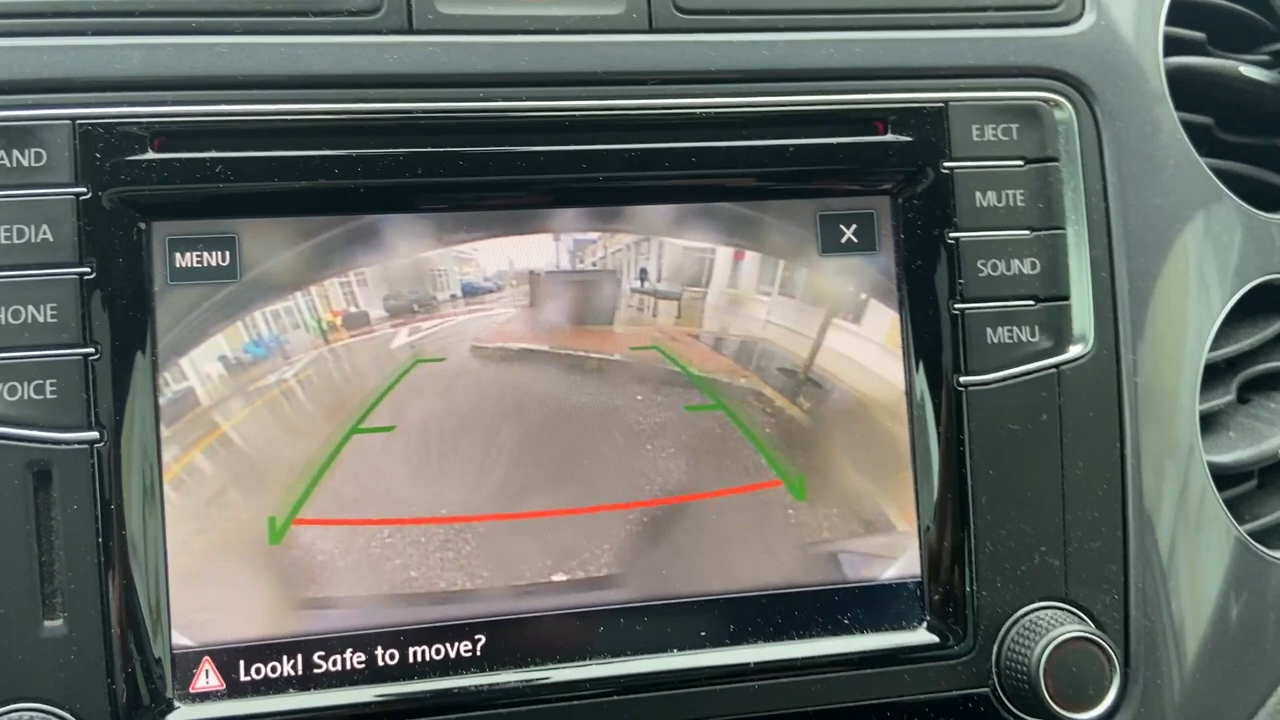 AND
EDIA
HONE
VOICE
MENU
X
Look! Safe to move?
EJECT
MUTE
SOUND
MENU